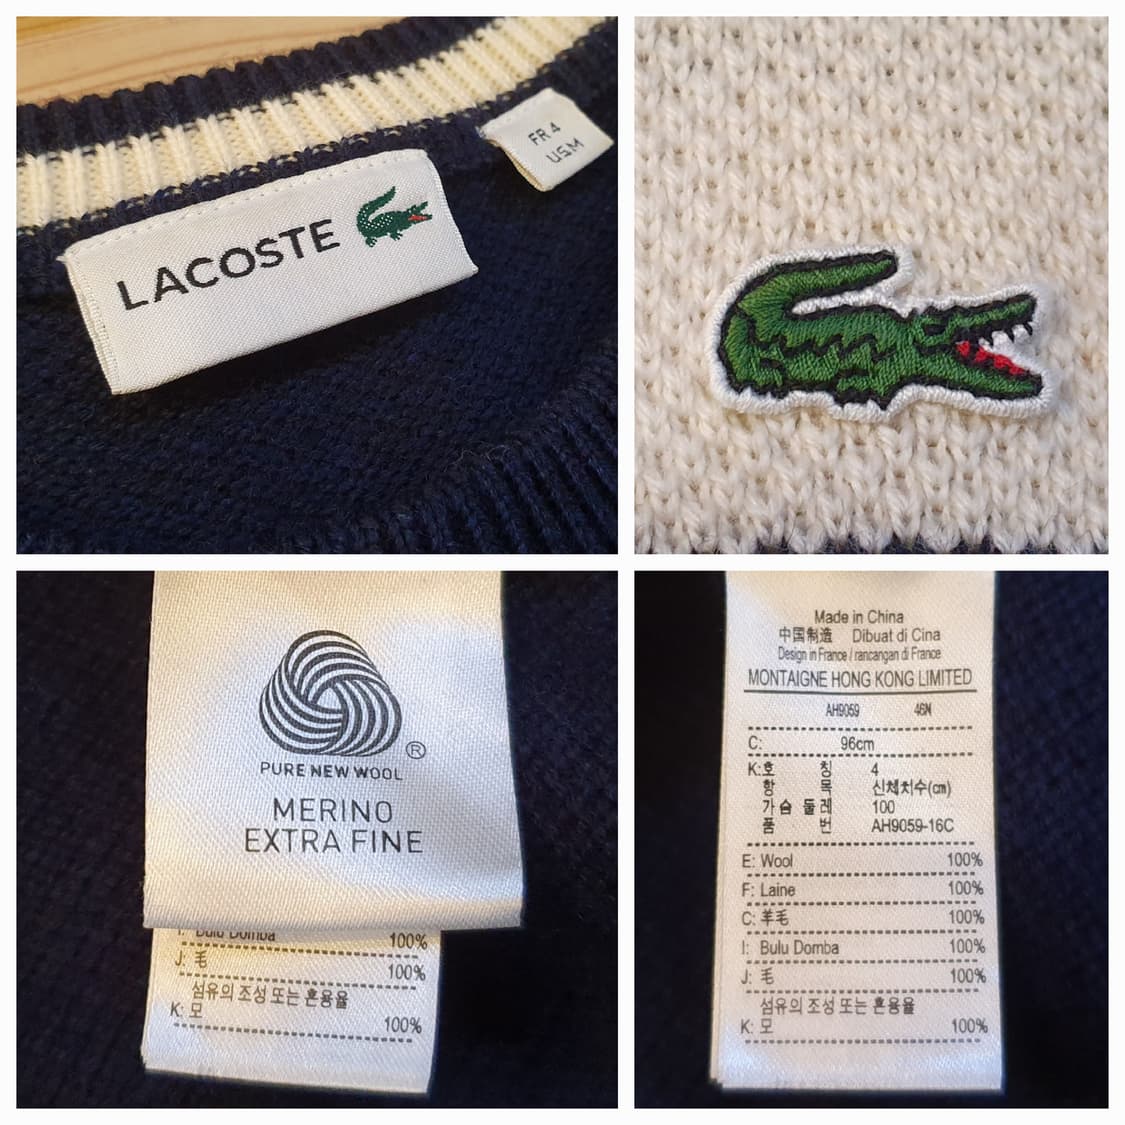 LACOSTE
FR 4
US M
PURE NEW WOOL
®
MERINO
EXTRA FINE
I: Bulu Domba 100%
J: 毛 100%
섬유의 조성 또는 혼용율
K: 모 100%
Made in China
中国制造 Dibuat di Cina
Design in France / rancangan di France
MONTAIGNE HONG KONG LIMITED
AH9059 46N
C: 96cm
K: 호 칭 4
항 목 신체치수(cm)
가슴 둘레 100
품 번 AH9059-16C
E: Wool 100%
F: Laine 100%
C: 羊毛 100%
I: Bulu Domba 100%
J: 毛 100%
섬유의 조성 또는 혼용율
K: 모 100%